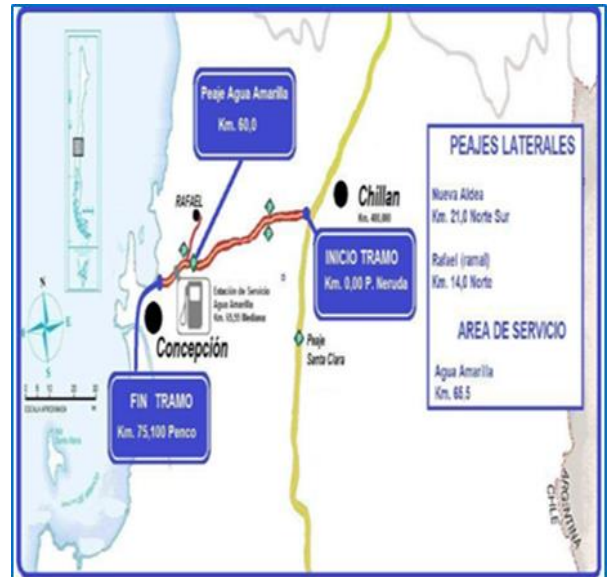 Peaje Agua Amarilla
Km. 60,0
RAFAEL
Chillan
Km. 400,000
INICIO TRAMO
Km. 0,00 P. Neruda
Estación de Servicio
Agua Amarilla
Concepción
Peaje
Santa Clara
FIN TRAMO
Km. 75,100 Penco
PEAJES LATERALES
Nueva Aldea
Km. 21,0 Norte Sur
Rafael (ramal)
Km. 14,0 Norte
AREA DE SERVICIO
Agua Amarilla
Km. 65,5
N
S
ARGENTINA
CHILE